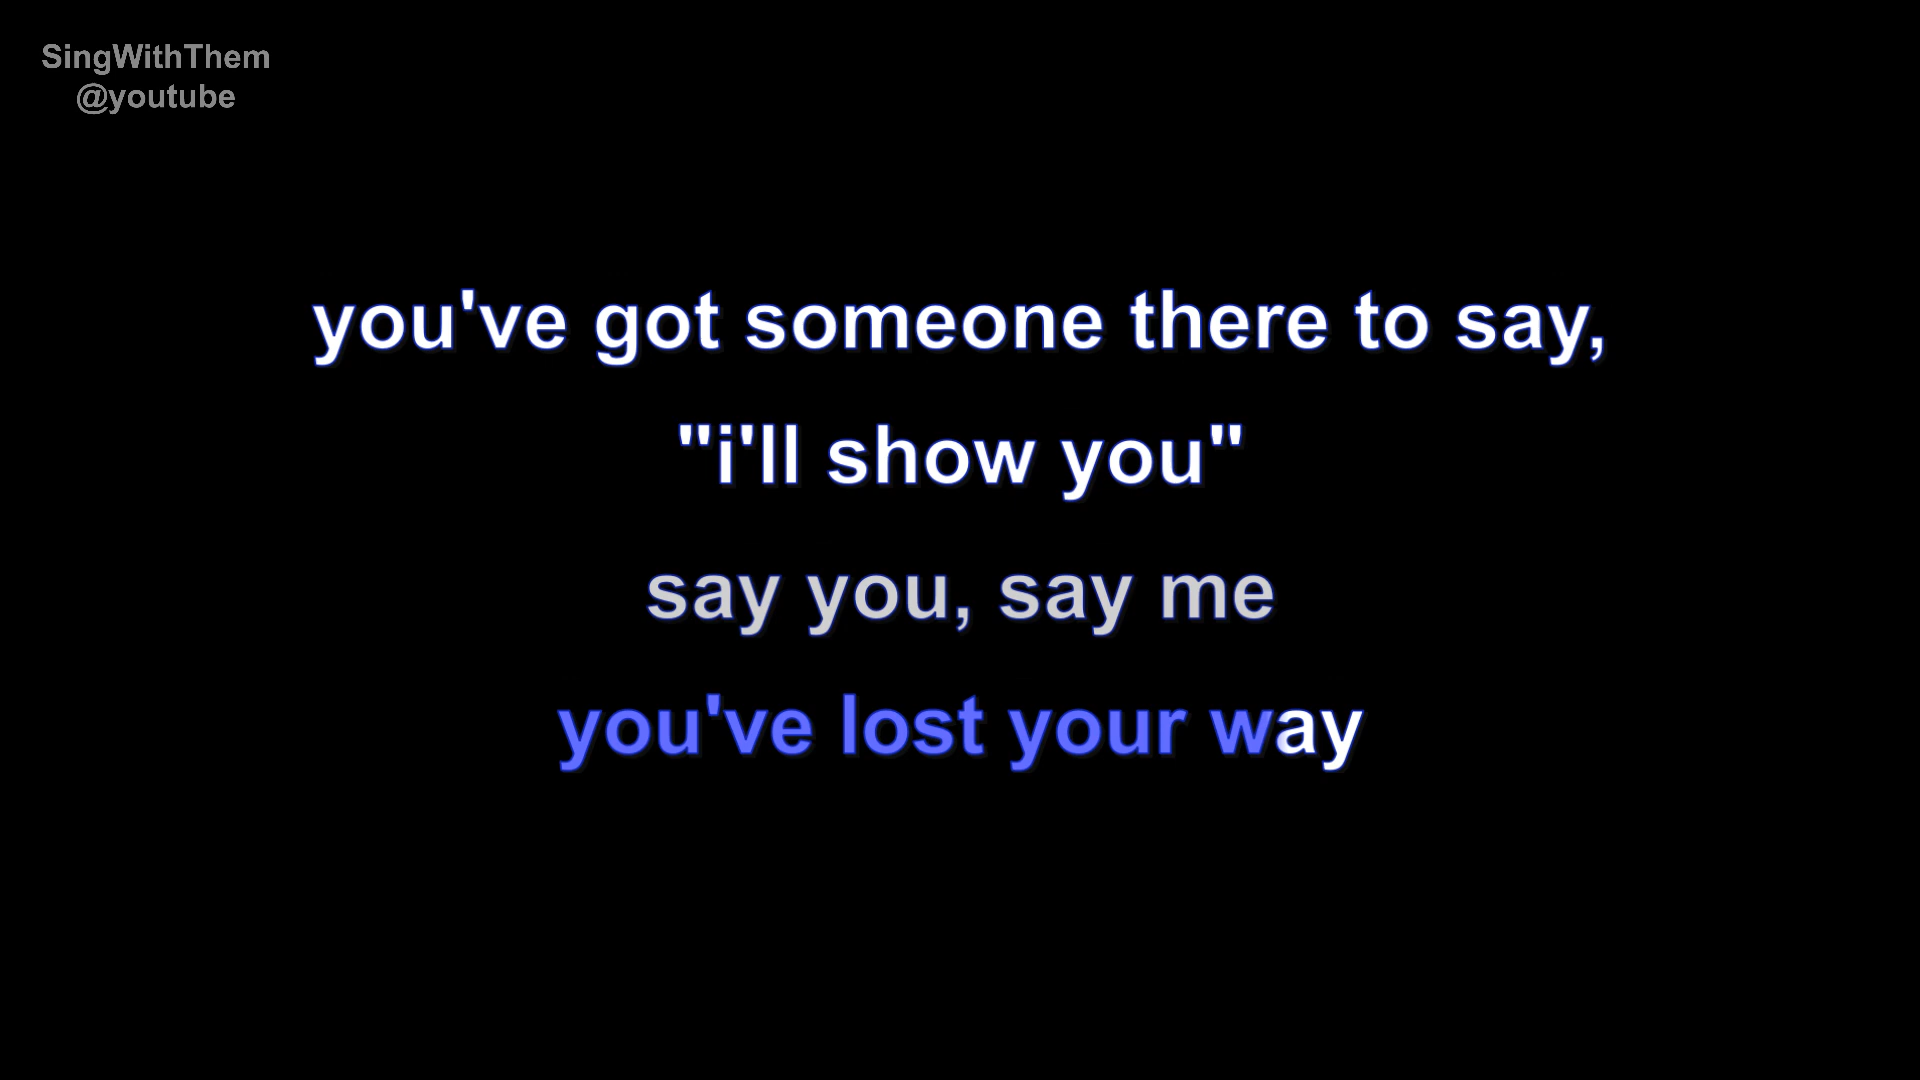 SingWithThem
@youtube
you've got someone there to say,
"i'll show you"
say you, say me
you've lost your way